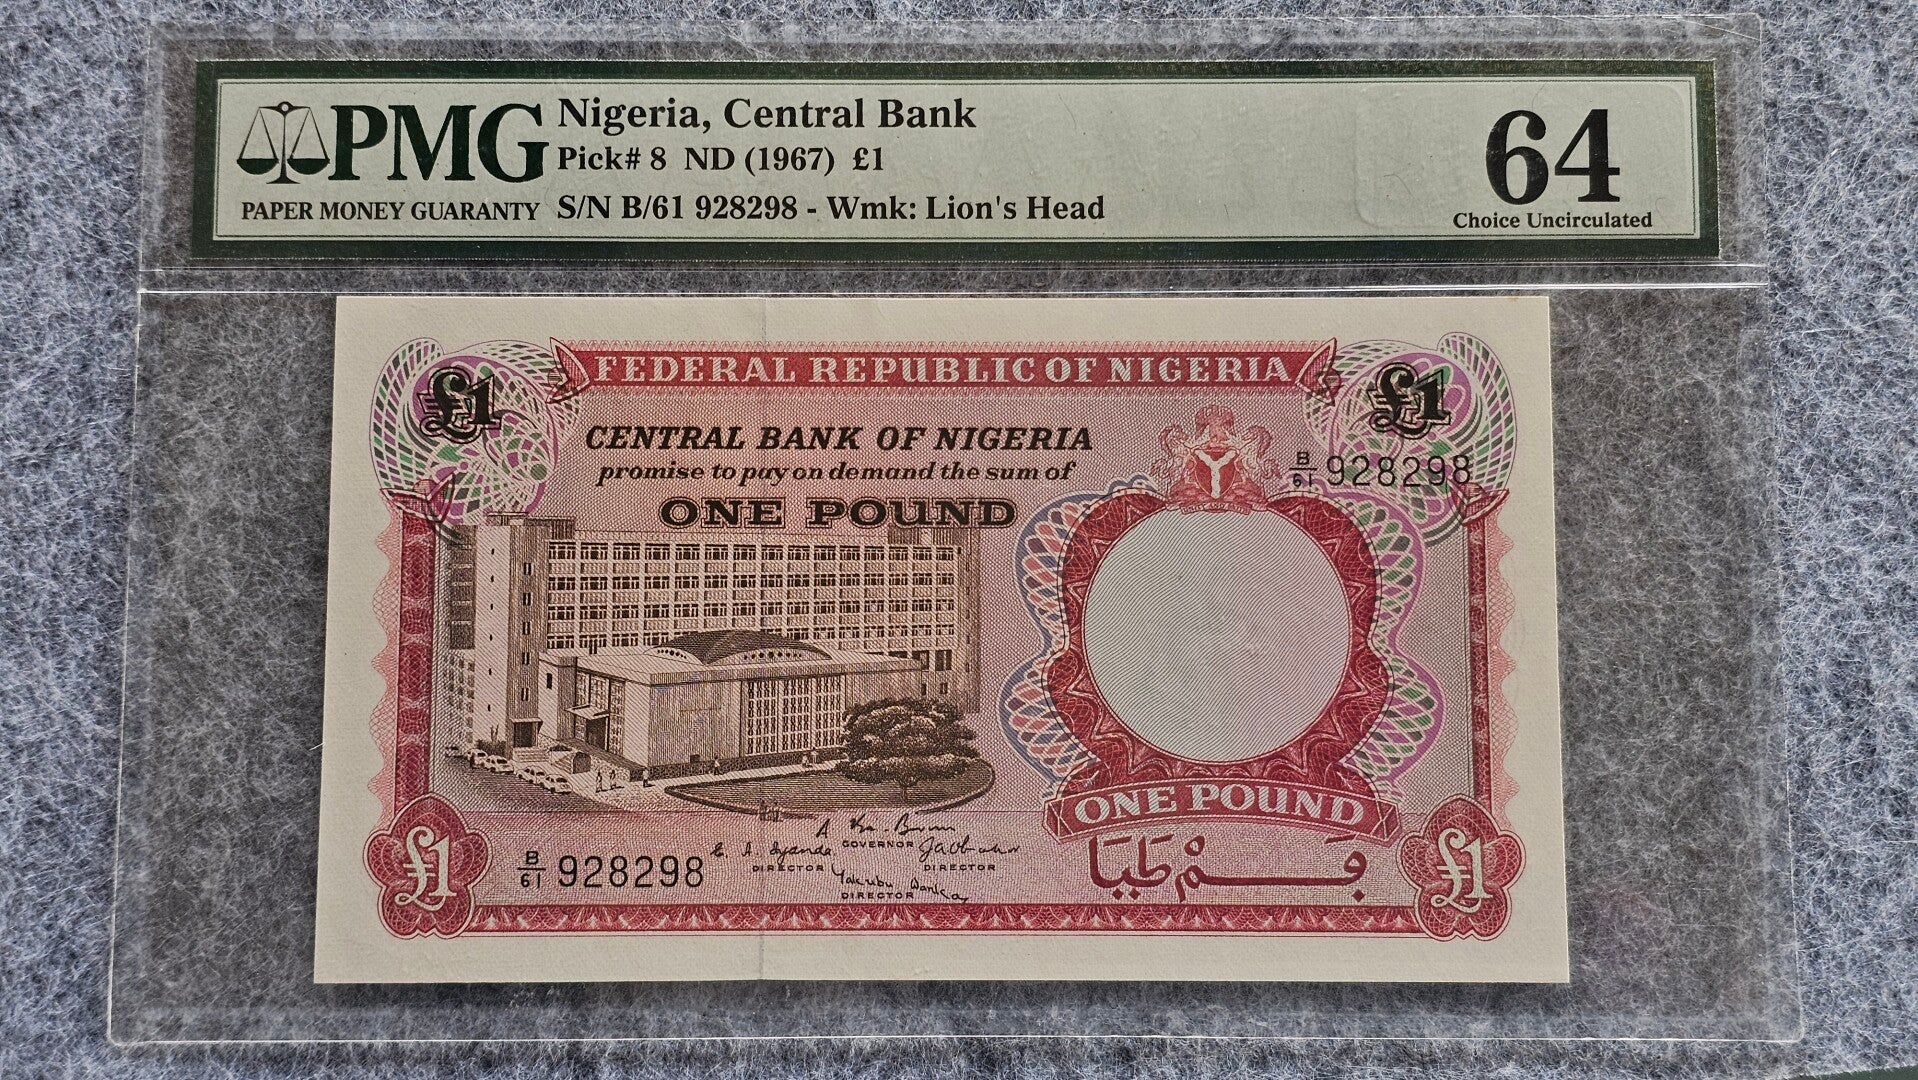 PMG
PAPER MONEY GUARANTY
Nigeria, Central Bank
Pick# 8 ND (1967) £1
S/N B/61 928298 - Wmk: Lion's Head
64
Choice Uncirculated
FEDERAL REPUBLIC OF NIGERIA
£1
£1
CENTRAL BANK OF NIGERIA
promise to pay on demand the sum of
ONE POUND
B/61 928298
ONE POUND
GOVERNOR
DIRECTOR
DIRECTOR
DIRECTOR
B/61 928298
£1
£1